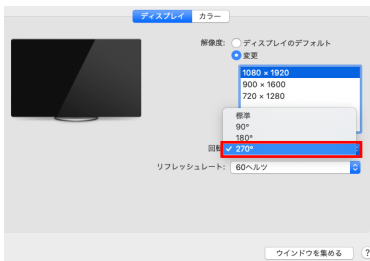 ディスプレイ カラー
解像度: ディスプレイのデフォルト
変更
1080 × 1920
900 × 1600
720 × 1280
標準
90°
180°
回転 ✓ 270°
リフレッシュレート: 60ヘルツ
ウインドウを集める ?